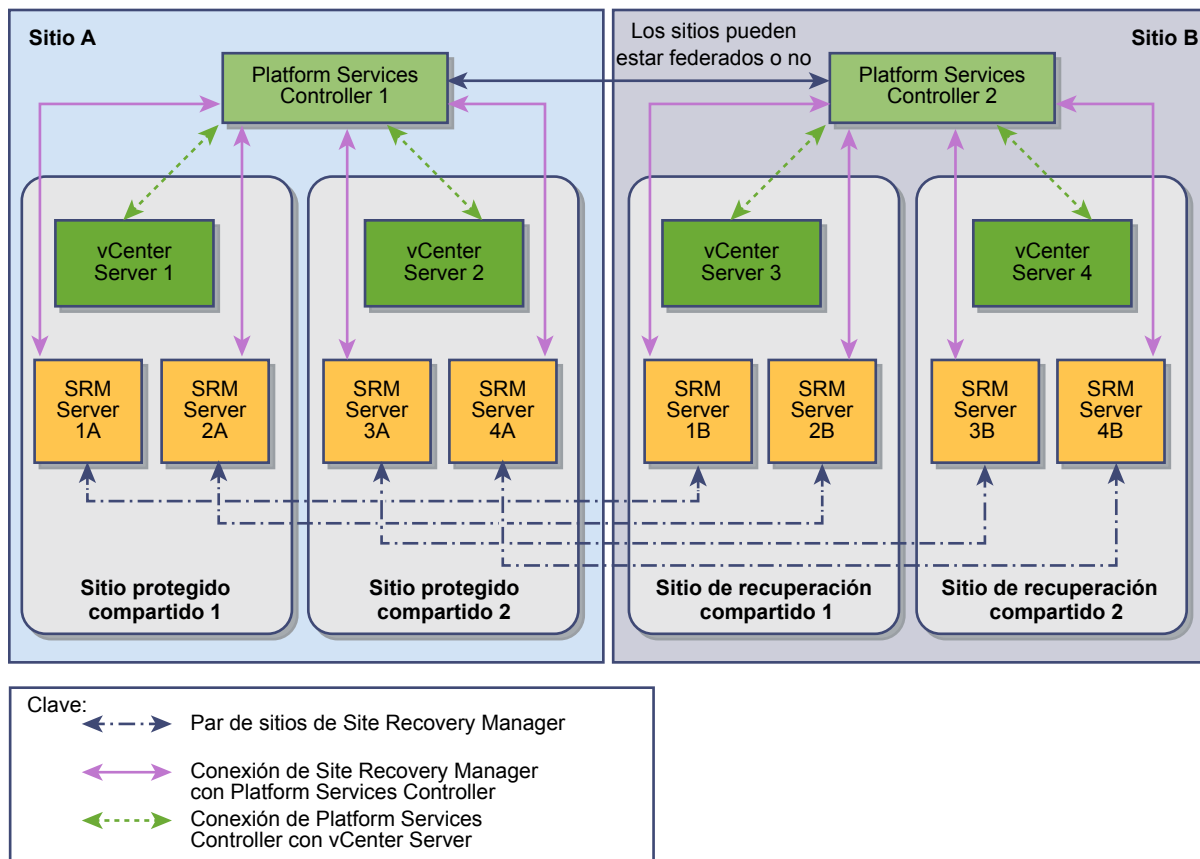 Sitio A
Los sitios pueden
estar federados o no
Sitio B
Platform Services
Controller 1
Platform Services
Controller 2
vCenter
Server 1
vCenter
Server 2
vCenter
Server 3
vCenter
Server 4
SRM
Server
1A
SRM
Server
2A
SRM
Server
3A
SRM
Server
4A
SRM
Server
1B
SRM
Server
2B
SRM
Server
3B
SRM
Server
4B
Sitio protegido
compartido 1
Sitio protegido
compartido 2
Sitio de recuperación
compartido 1
Sitio de recuperación
compartido 2
Clave:
Par de sitios de Site Recovery Manager
Conexión de Site Recovery Manager
con Platform Services Controller
Conexión de Platform Services
Controller con vCenter Server